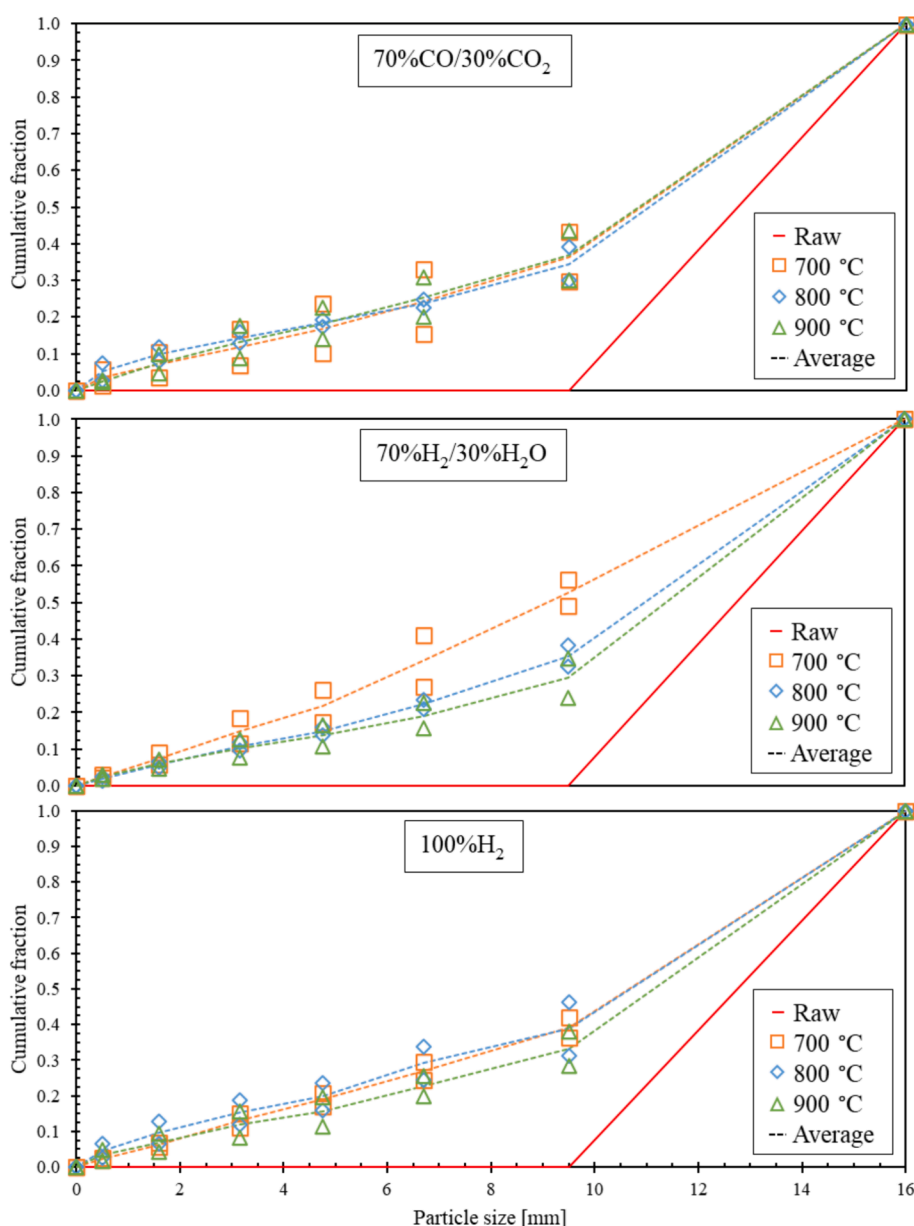 1.0
0.9
0.8
0.7
0.6
0.5
0.4
0.3
0.2
0.1
0.0
Cumulative fraction
70%CO/30%CO₂
Raw
700 °C
800 °C
900 °C
Average
1.0
0.9
0.8
0.7
0.6
0.5
0.4
0.3
0.2
0.1
0.0
Cumulative fraction
70%H₂/30%H₂O
Raw
700 °C
800 °C
900 °C
Average
1.0
0.9
0.8
0.7
0.6
0.5
0.4
0.3
0.2
0.1
0.0
Cumulative fraction
100%H₂
Raw
700 °C
800 °C
900 °C
Average
0 2 4 6 8 10 12 14 16
Particle size [mm]